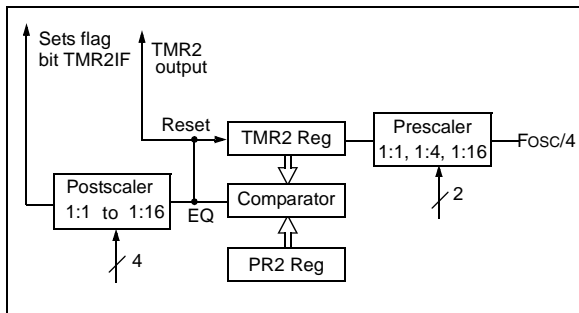 Sets flag
bit TMR2IF
TMR2
output
Reset
TMR2 Reg
Prescaler
1:1, 1:4, 1:16
FOSC/4
2
Postscaler
1:1 to 1:16
EQ
Comparator
4
PR2 Reg